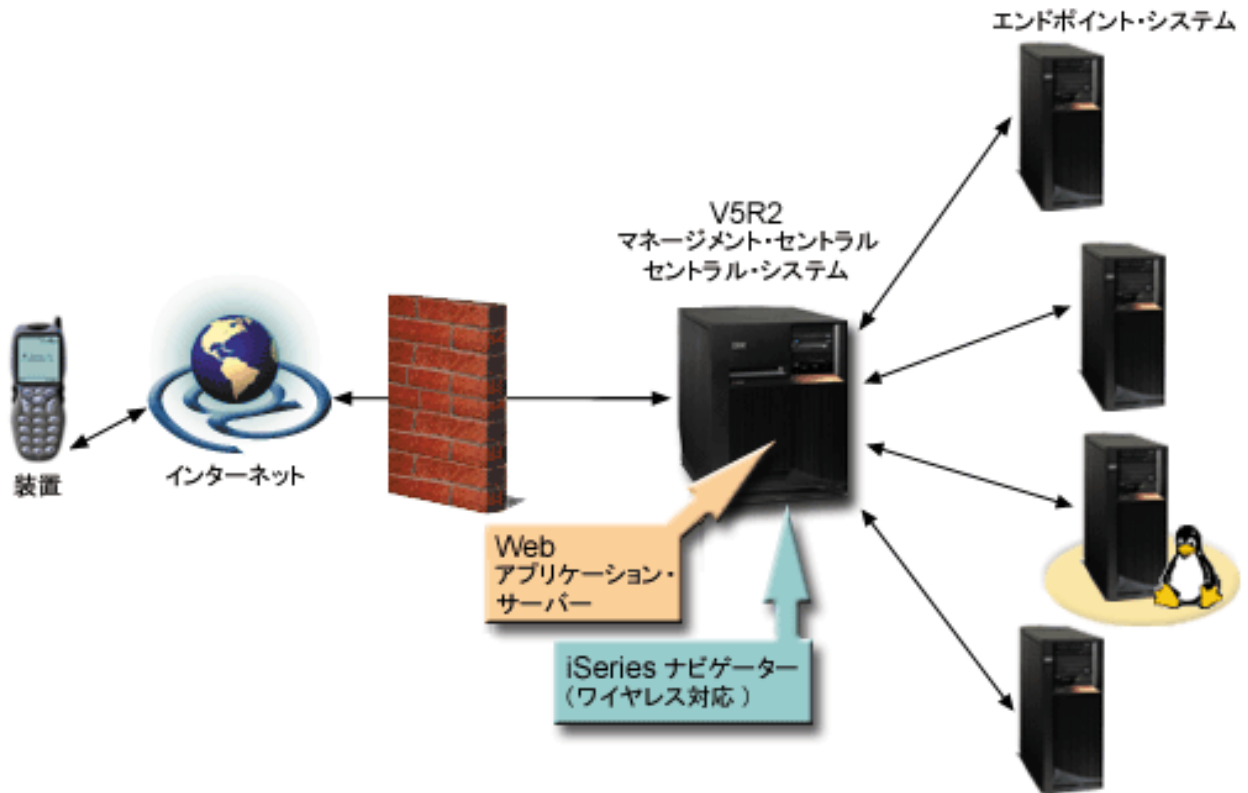 エンドポイント・システム
V5R2
マネージメント・セントラル
セントラル・システム
装置
インターネット
IBM
Web
アプリケーション・
サーバー
iSeries ナビゲーター
(ワイヤレス対応 )